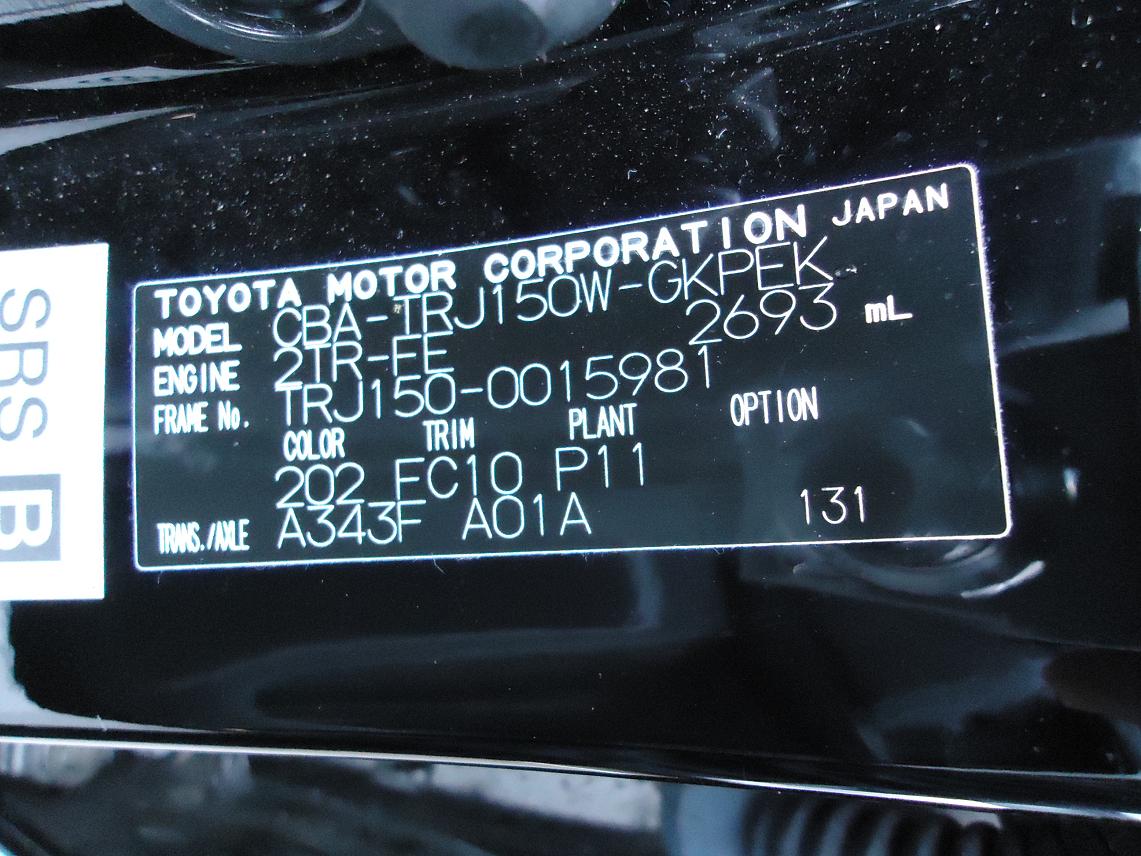 TOYOTA MOTOR CORPORATION JAPAN
MODEL CBA-TRJ150W-GKPEK
ENGINE 2TR-FE 2693 mL
FRAME No. TRJ150-0015981
COLOR TRIM PLANT OPTION
202 FC10 P11
TRANS./AXLE A343F A01A 131
SRS B